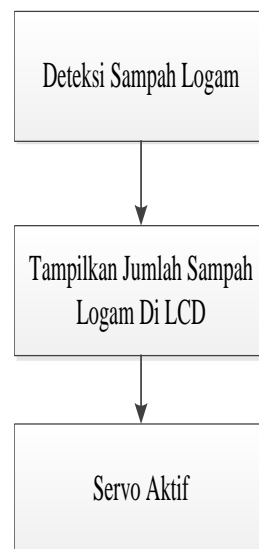 Deteksi Sampah Logam
Tampilkan Jumlah Sampah
Logam Di LCD
Servo Aktif